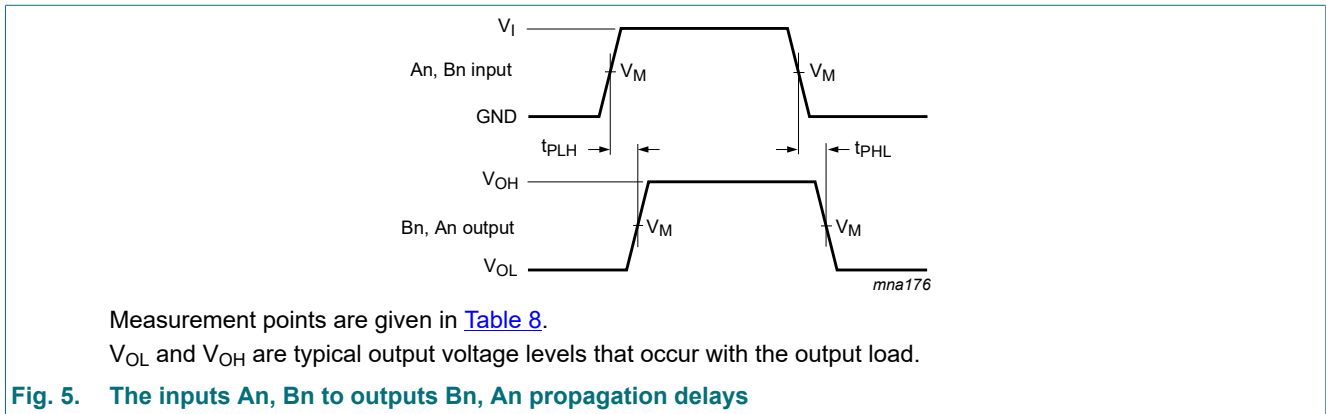 VI
An, Bn input
VM
VM
GND
tPLH
tPHL
VOH
Bn, An output
VM
VM
VOL
mna176
Measurement points are given in Table 8.
VOL and VOH are typical output voltage levels that occur with the output load.
Fig. 5. The inputs An, Bn to outputs Bn, An propagation delays